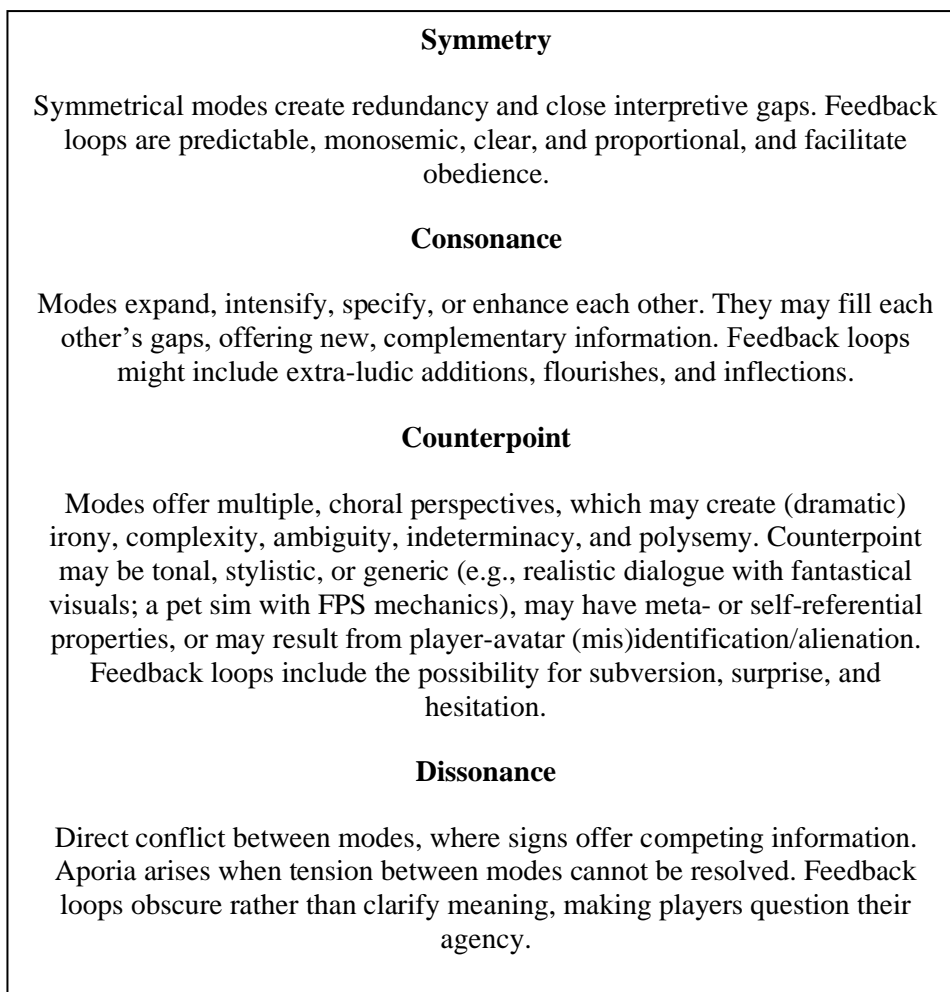 Symmetry
Symmetrical modes create redundancy and close interpretive gaps. Feedback
loops are predictable, monosemic, clear, and proportional, and facilitate
obedience.
Consonance
Modes expand, intensify, specify, or enhance each other. They may fill each
other’s gaps, offering new, complementary information. Feedback loops
might include extra-ludic additions, flourishes, and inflections.
Counterpoint
Modes offer multiple, choral perspectives, which may create (dramatic)
irony, complexity, ambiguity, indeterminacy, and polysemy. Counterpoint
may be tonal, stylistic, or generic (e.g., realistic dialogue with fantastical
visuals; a pet sim with FPS mechanics), may have meta- or self-referential
properties, or may result from player-avatar (mis)identification/alienation.
Feedback loops include the possibility for subversion, surprise, and
hesitation.
Dissonance
Direct conflict between modes, where signs offer competing information.
Aporia arises when tension between modes cannot be resolved. Feedback
loops obscure rather than clarify meaning, making players question their
agency.